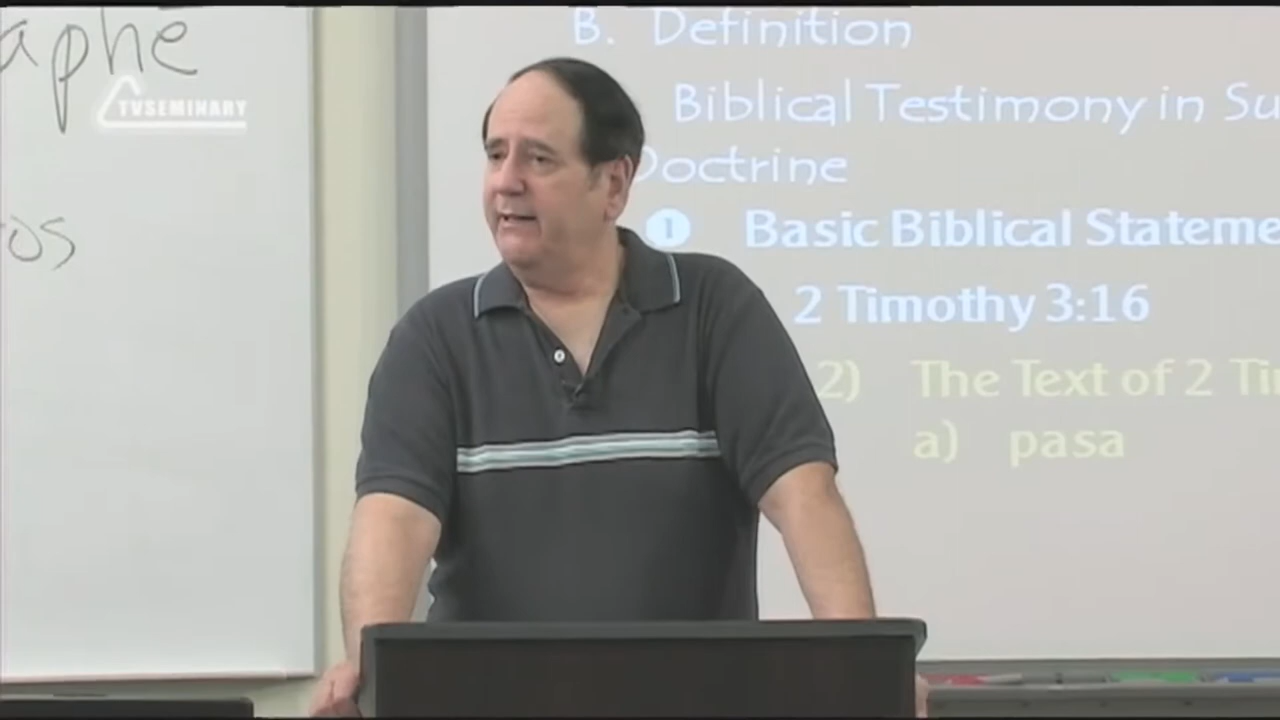 aphē
TVSEMINARY
os
B. Definition
Biblical Testimony in Su
Doctrine
1 Basic Biblical Stateme
2 Timothy 3:16
2) The Text of 2 Ti
a) pasa